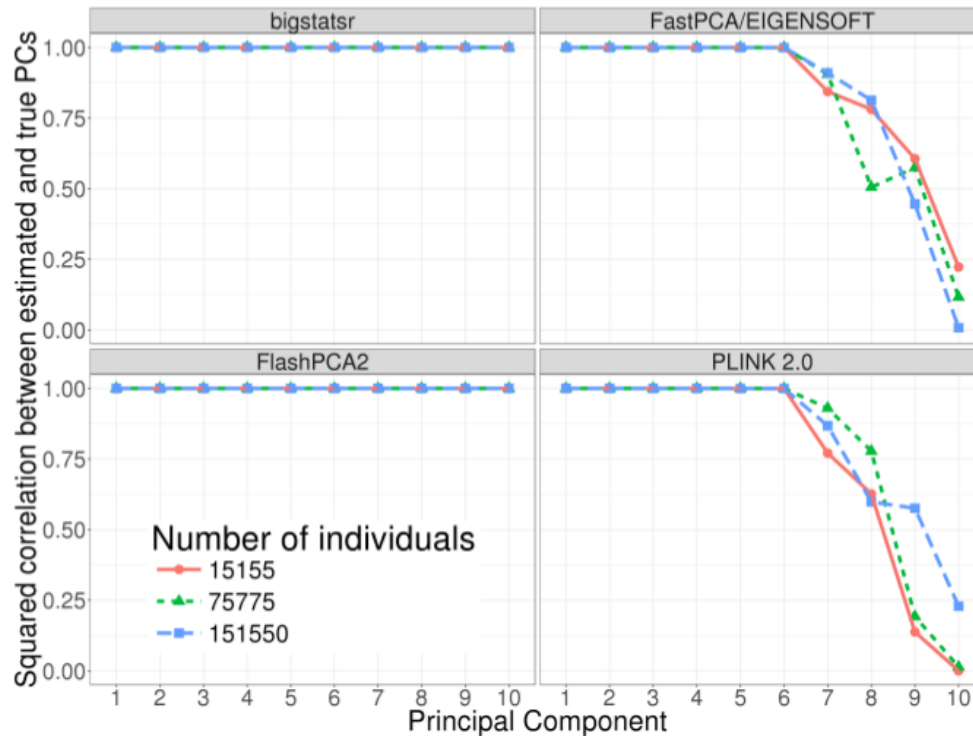 bigstatsr
FastPCA/EIGENSOFT
1.00
0.75
0.50
0.25
0.00
FlashPCA2
PLINK 2.0
1.00
0.75
0.50
0.25
0.00
Number of individuals
15155
75775
151550
1 2 3 4 5 6 7 8 9 10
1 2 3 4 5 6 7 8 9 10
Principal Component
Squared correlation between estimated and true PCs